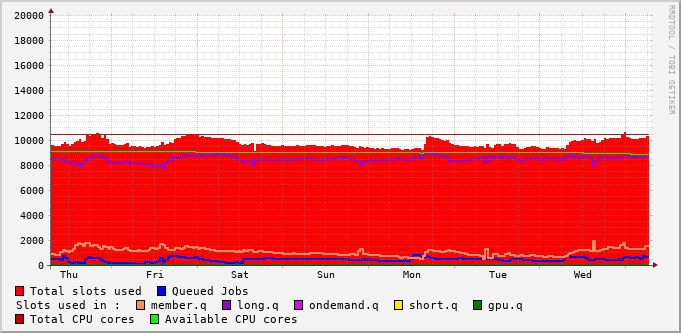 20000
18000
16000
14000
12000
10000
8000
6000
4000
2000
0
Thu Fri Sat Sun Mon Tue Wed
Total slots used Queued Jobs
Slots used in : member.q long.q ondemand.q short.q gpu.q
Total CPU cores Available CPU cores
RRDTOOL / TOBI OETIKER